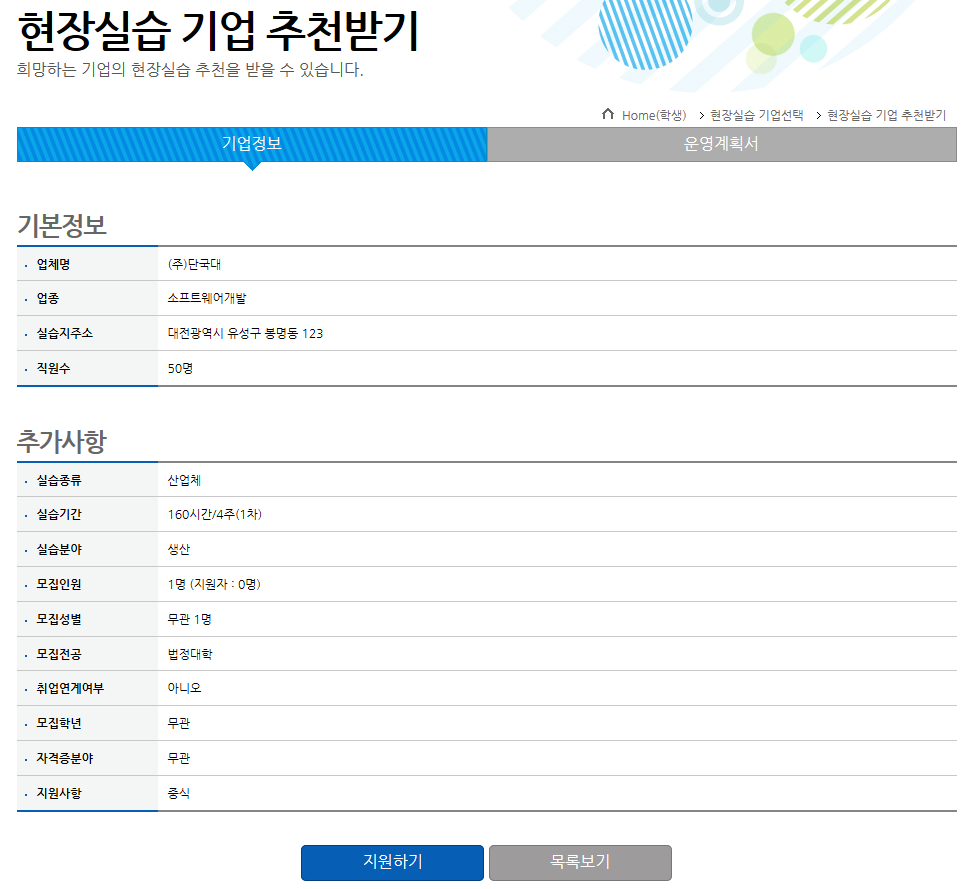 현장실습 기업 추천받기
희망하는 기업의 현장실습 추천을 받을 수 있습니다.
Home(학생) > 현장실습 기업선택 > 현장실습 기업 추천받기
기업정보 운영계획서
기본정보
· 업체명 (주)단국대
· 업종 소프트웨어개발
· 실습지주소 대전광역시 유성구 봉명동 123
· 직원수 50명
추가사항
· 실습종류 산업체
· 실습기간 160시간/4주(1차)
· 실습분야 생산
· 모집인원 1명 (지원자 : 0명)
· 모집성별 무관 1명
· 모집전공 법정대학
· 취업연계여부 아니오
· 모집학년 무관
· 자격증분야 무관
· 지원사항 중식
지원하기 목록보기